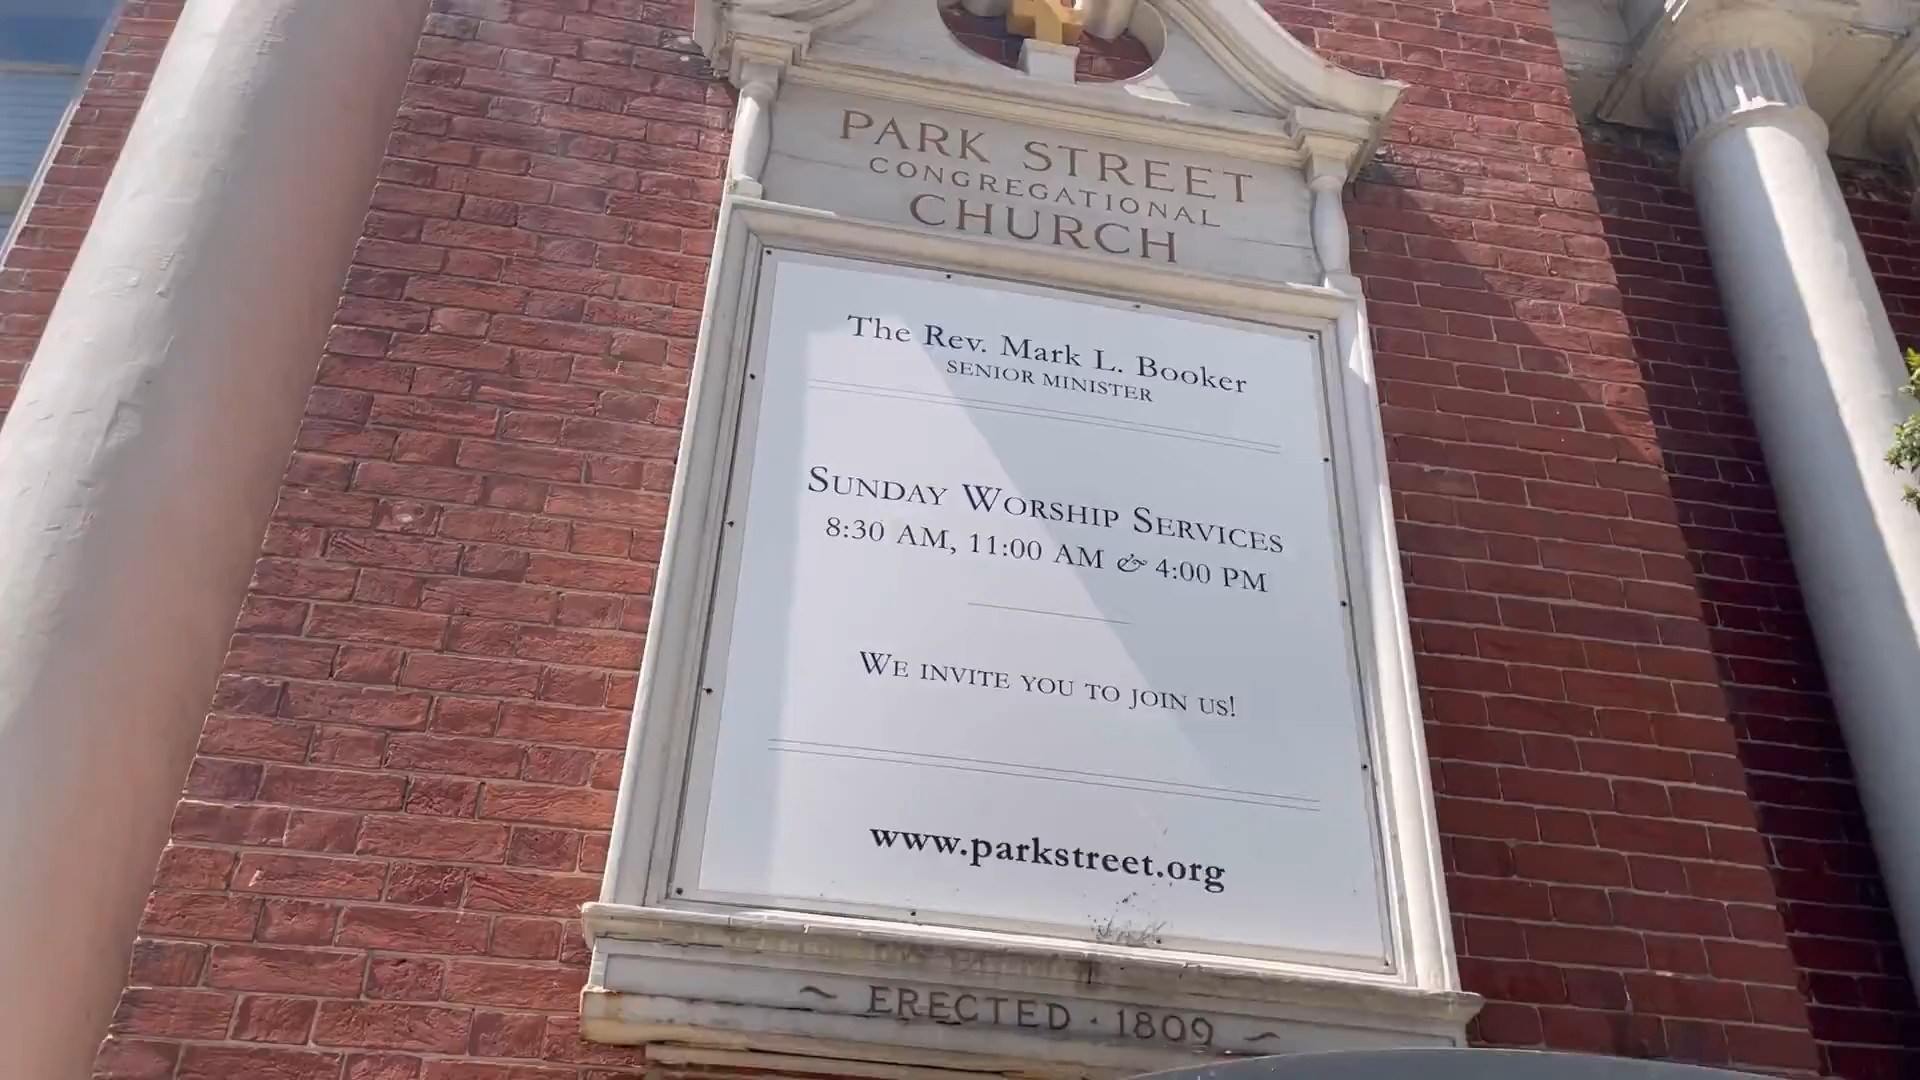 PARK STREET
CONGREGATIONAL
CHURCH
The Rev. Mark L. Booker
SENIOR MINISTER
SUNDAY WORSHIP SERVICES
8:30 AM, 11:00 AM & 4:00 PM
WE INVITE YOU TO JOIN US!
www.parkstreet.org
~ ERECTED · 1809 ~